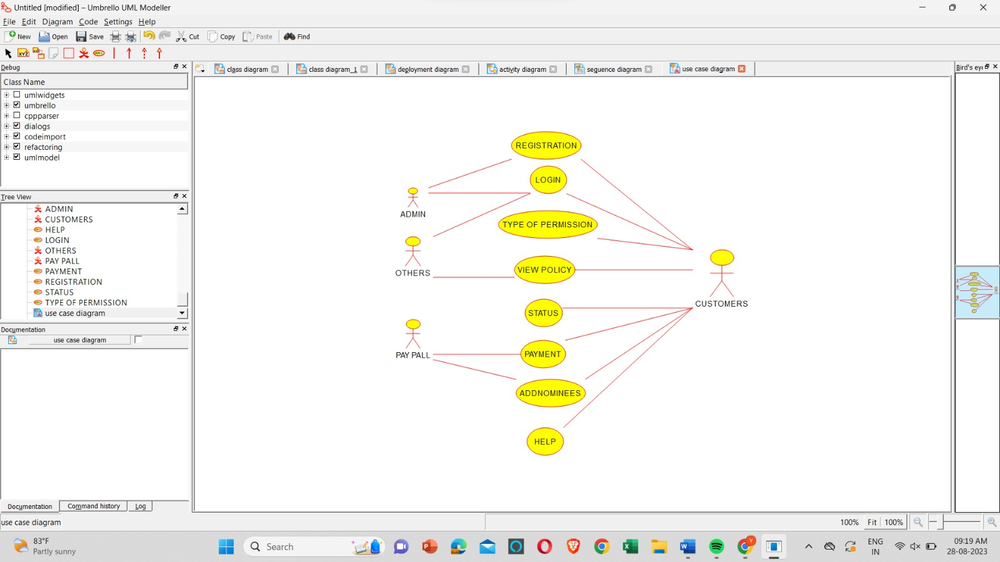 Untitled [modified] – Umbrello UML Modeller
File Edit Diagram Code Settings Help
New Open Save Cut Copy Paste Find
XYZ ABC
Debug
Class Name
umlwidgets
umbrello
cppparser
dialogs
codeimport
refactoring
umlmodel
Tree View
ADMIN
CUSTOMERS
HELP
LOGIN
OTHERS
PAY PALL
PAYMENT
REGISTRATION
STATUS
TYPE OF PERMISSION
use case diagram
Documentation
use case diagram
Documentation Command history Log
use case diagram
class diagram class diagram_1 deployment diagram activity diagram sequence diagram use case diagram
Bird's eye
REGISTRATION
LOGIN
ADMIN
TYPE OF PERMISSION
OTHERS
VIEW POLICY
CUSTOMERS
STATUS
PAY PALL
PAYMENT
ADDNOMINEES
HELP
100% Fit 100%
83°F
Partly sunny
Search
ENG
IN
09:19 AM
28-08-2023